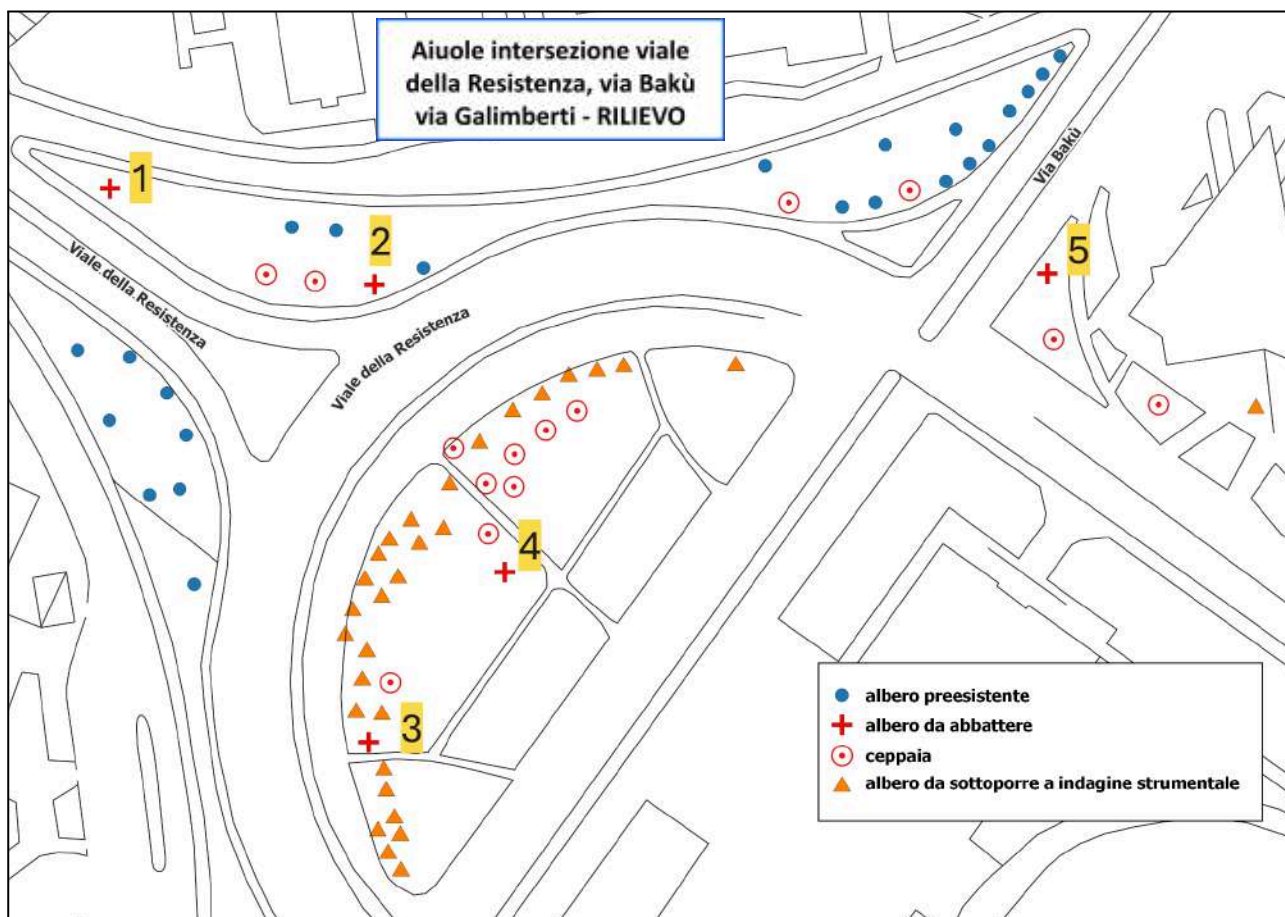 Aiuole intersezione viale
della Resistenza, via Bakù
via Galimberti - RILIEVO
1
2
Via Bakù
5
Viale della Resistenza
Viale della Resistenza
4
3
albero preesistente
albero da abbattere
ceppaia
albero da sottoporre a indagine strumentale